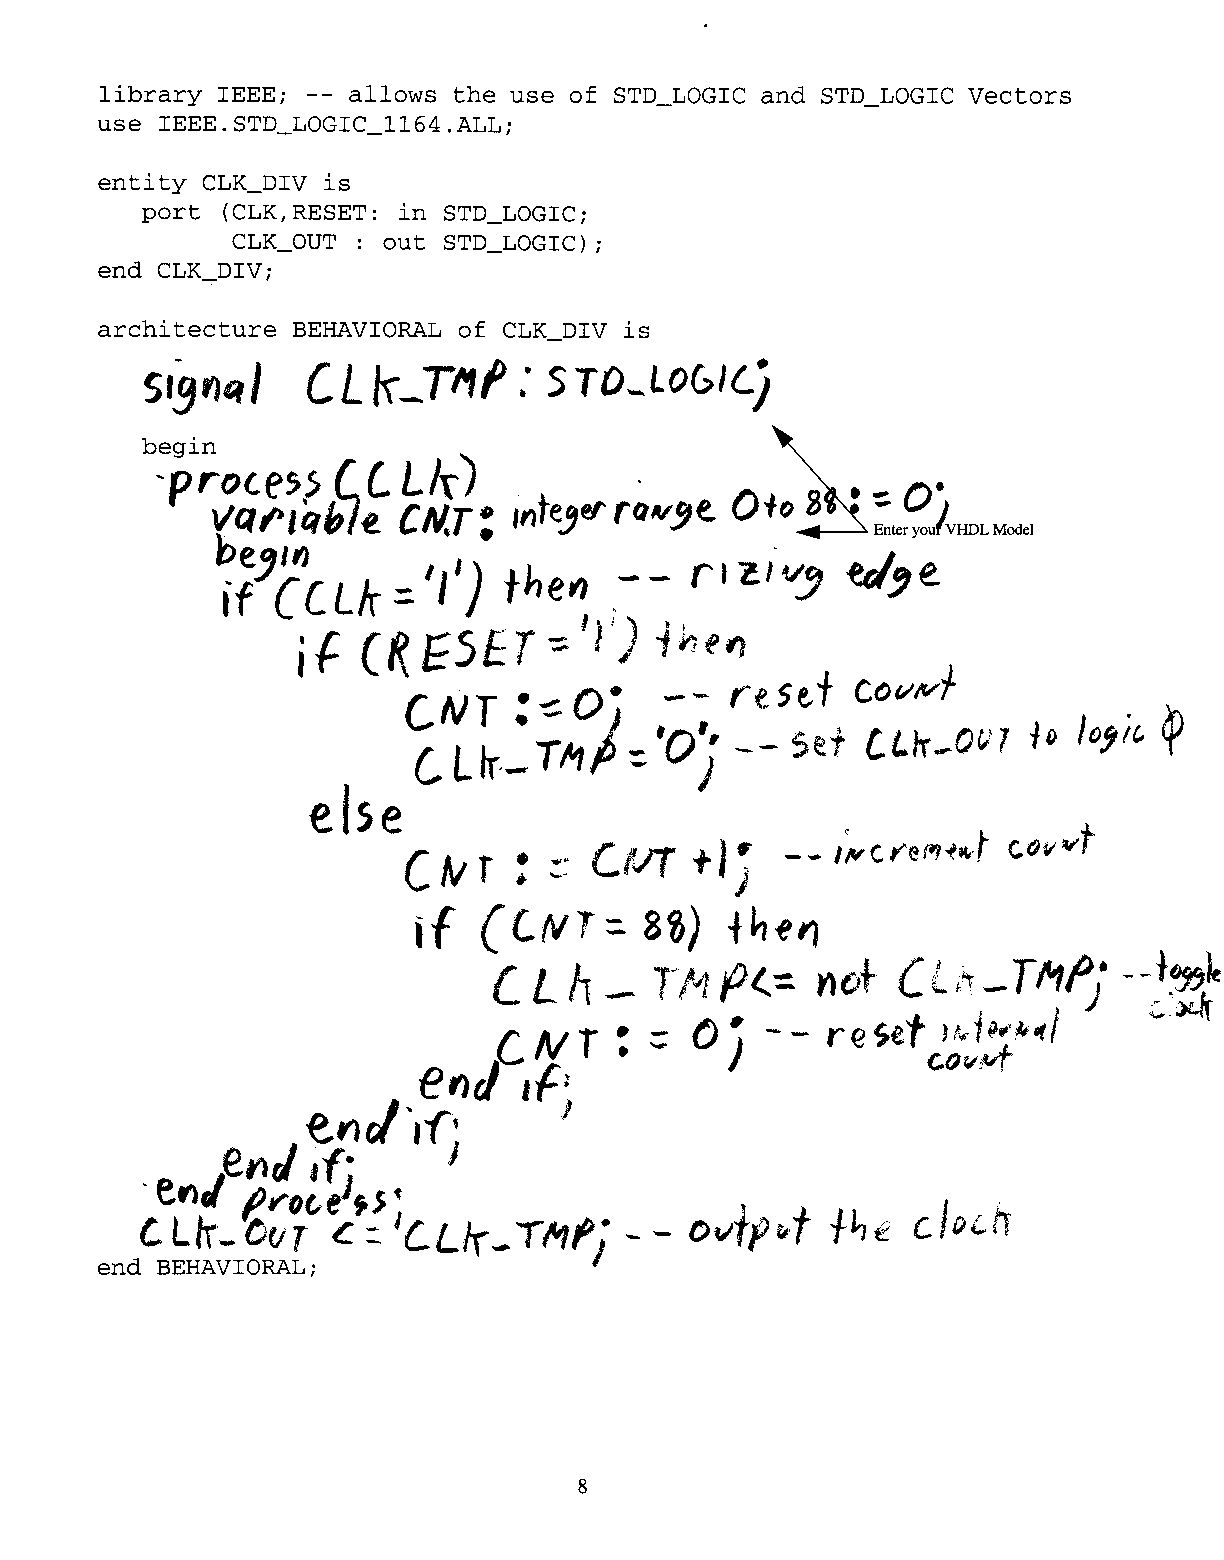 library IEEE; -- allows the use of STD_LOGIC and STD_LOGIC Vectors
use IEEE.STD_LOGIC_1164.ALL;
entity CLK_DIV is
port (CLK,RESET: in STD_LOGIC;
CLK_OUT : out STD_LOGIC);
end CLK_DIV;
architecture BEHAVIORAL of CLK_DIV is
signal CLK_TMP : STD_LOGIC;
begin
process (CLK)
variable CNT: integer range 0 to 88 := 0;
Enter your VHDL Model
begin
if (CLK = '1') then -- rizing edge
if (RESET = '1') then
CNT := 0; -- reset count
CLK_TMP = '0'; -- set CLK_OUT to logic 0
else
CNT := CNT +1; -- increment count
if (CNT = 88) then
CLK_TMP <= not CLK_TMP; -- toggle clock
CNT := 0; -- reset internal count
end if;
end if;
end if;
end process;
CLK_OUT <= CLK_TMP; -- output the clock
end BEHAVIORAL;
8